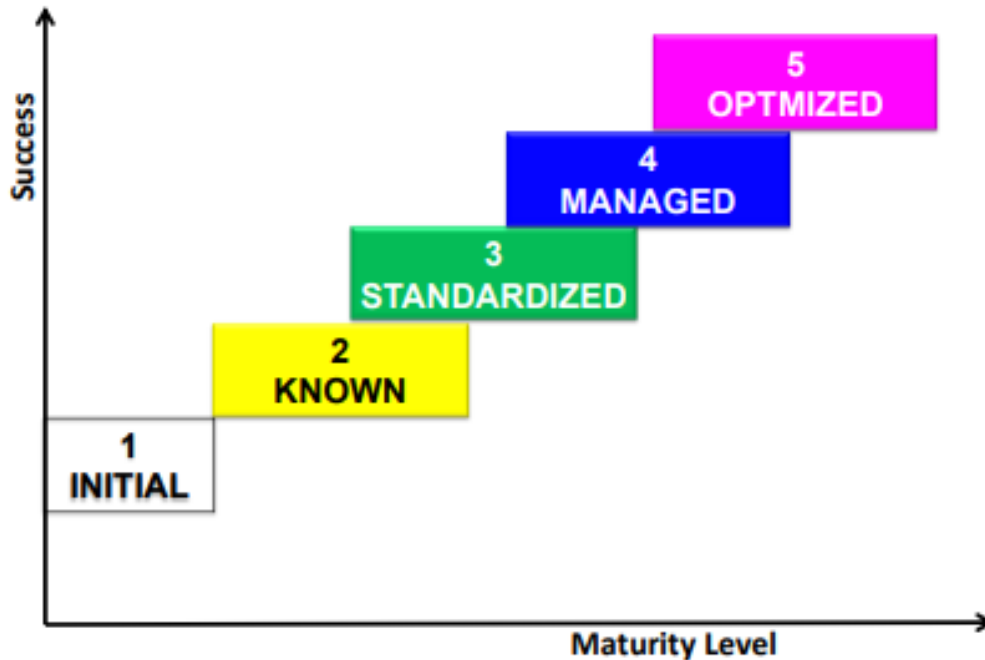 Success
5
OPTMIZED
4
MANAGED
3
STANDARDIZED
2
KNOWN
1
INITIAL
Maturity Level